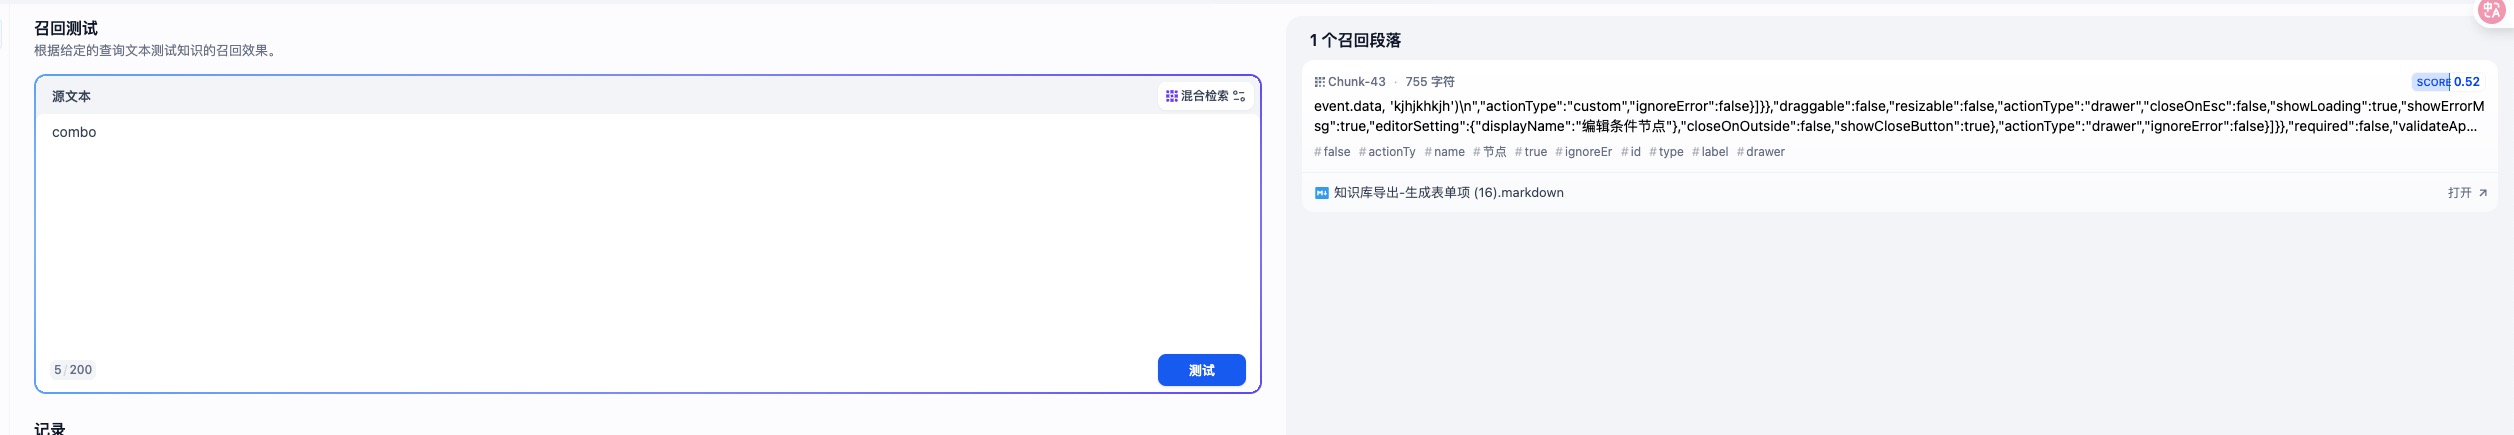 召回测试
根据给定的查询文本测试知识的召回效果。
源文本
混合检索
combo
5 / 200
测试
记录
1 个召回段落
Chunk-43 · 755 字符
SCORE 0.52
event.data, 'kjhjkhkjh')\n","actionType":"custom","ignoreError":false}]}},"draggable":false,"resizable":false,"actionType":"drawer","closeOnEsc":false,"showLoading":true,"showErrorM
sg":true,"editorSetting":{"displayName":"编辑条件节点"},"closeOnOutside":false,"showCloseButton":true},"actionType":"drawer","ignoreError":false}]}},"required":false,"validateAp...
# false # actionTy # name # 节点 # true # ignoreEr # id # type # label # drawer
知识库导出-生成表单项 (16).markdown
打开
中A